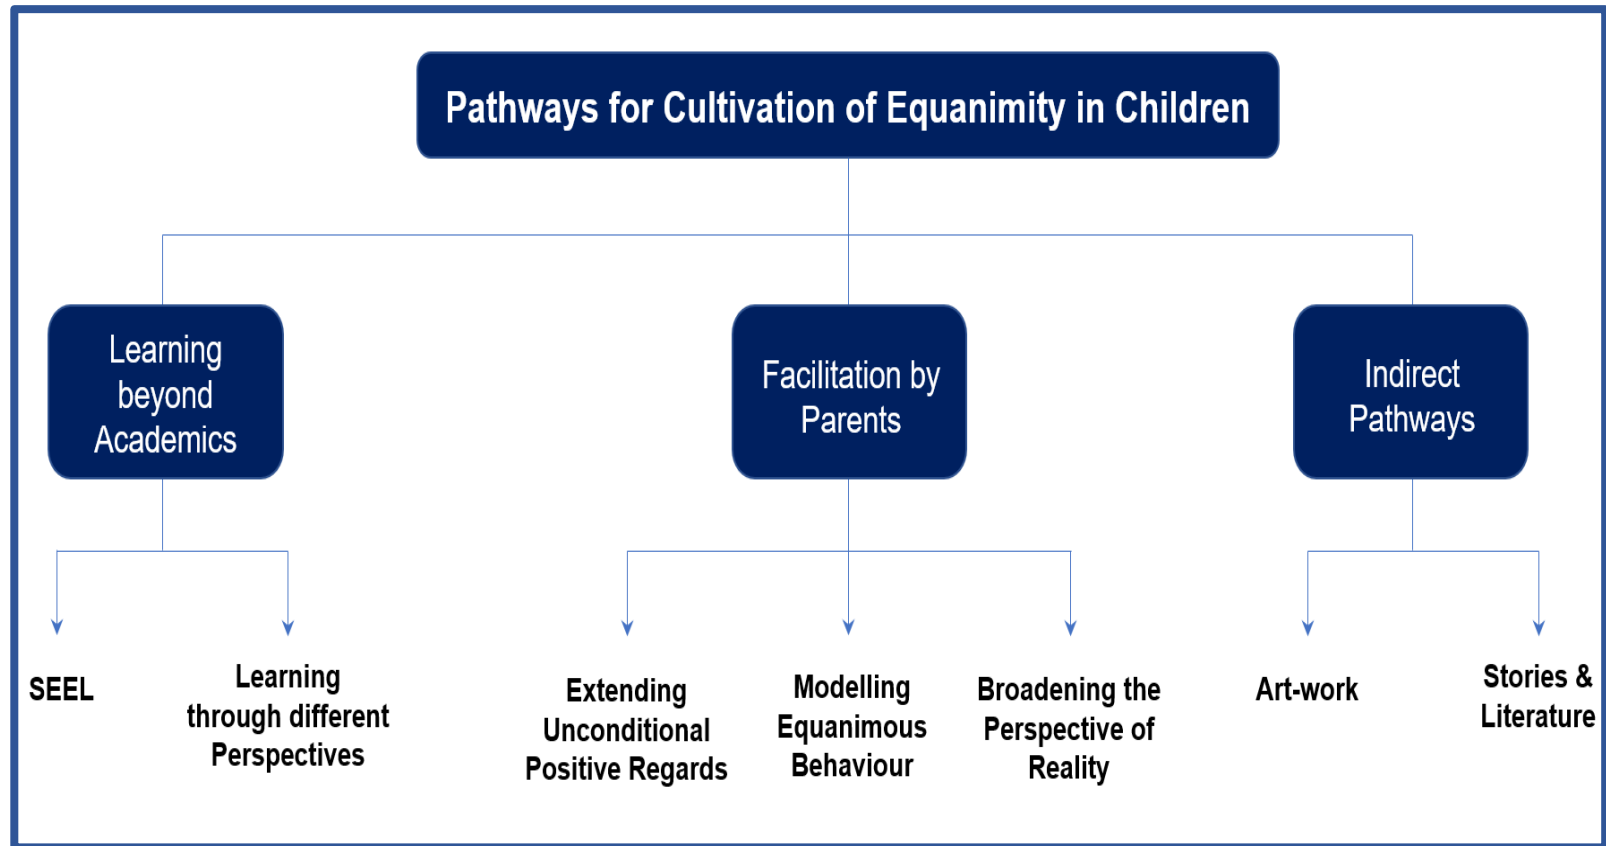 Pathways for Cultivation of Equanimity in Children
Learning
beyond
Academics
Facilitation by
Parents
Indirect
Pathways
SEEL
Learning
through different
Perspectives
Extending
Unconditional
Positive Regards
Modelling
Equanimous
Behaviour
Broadening the
Perspective of
Reality
Art-work
Stories &
Literature